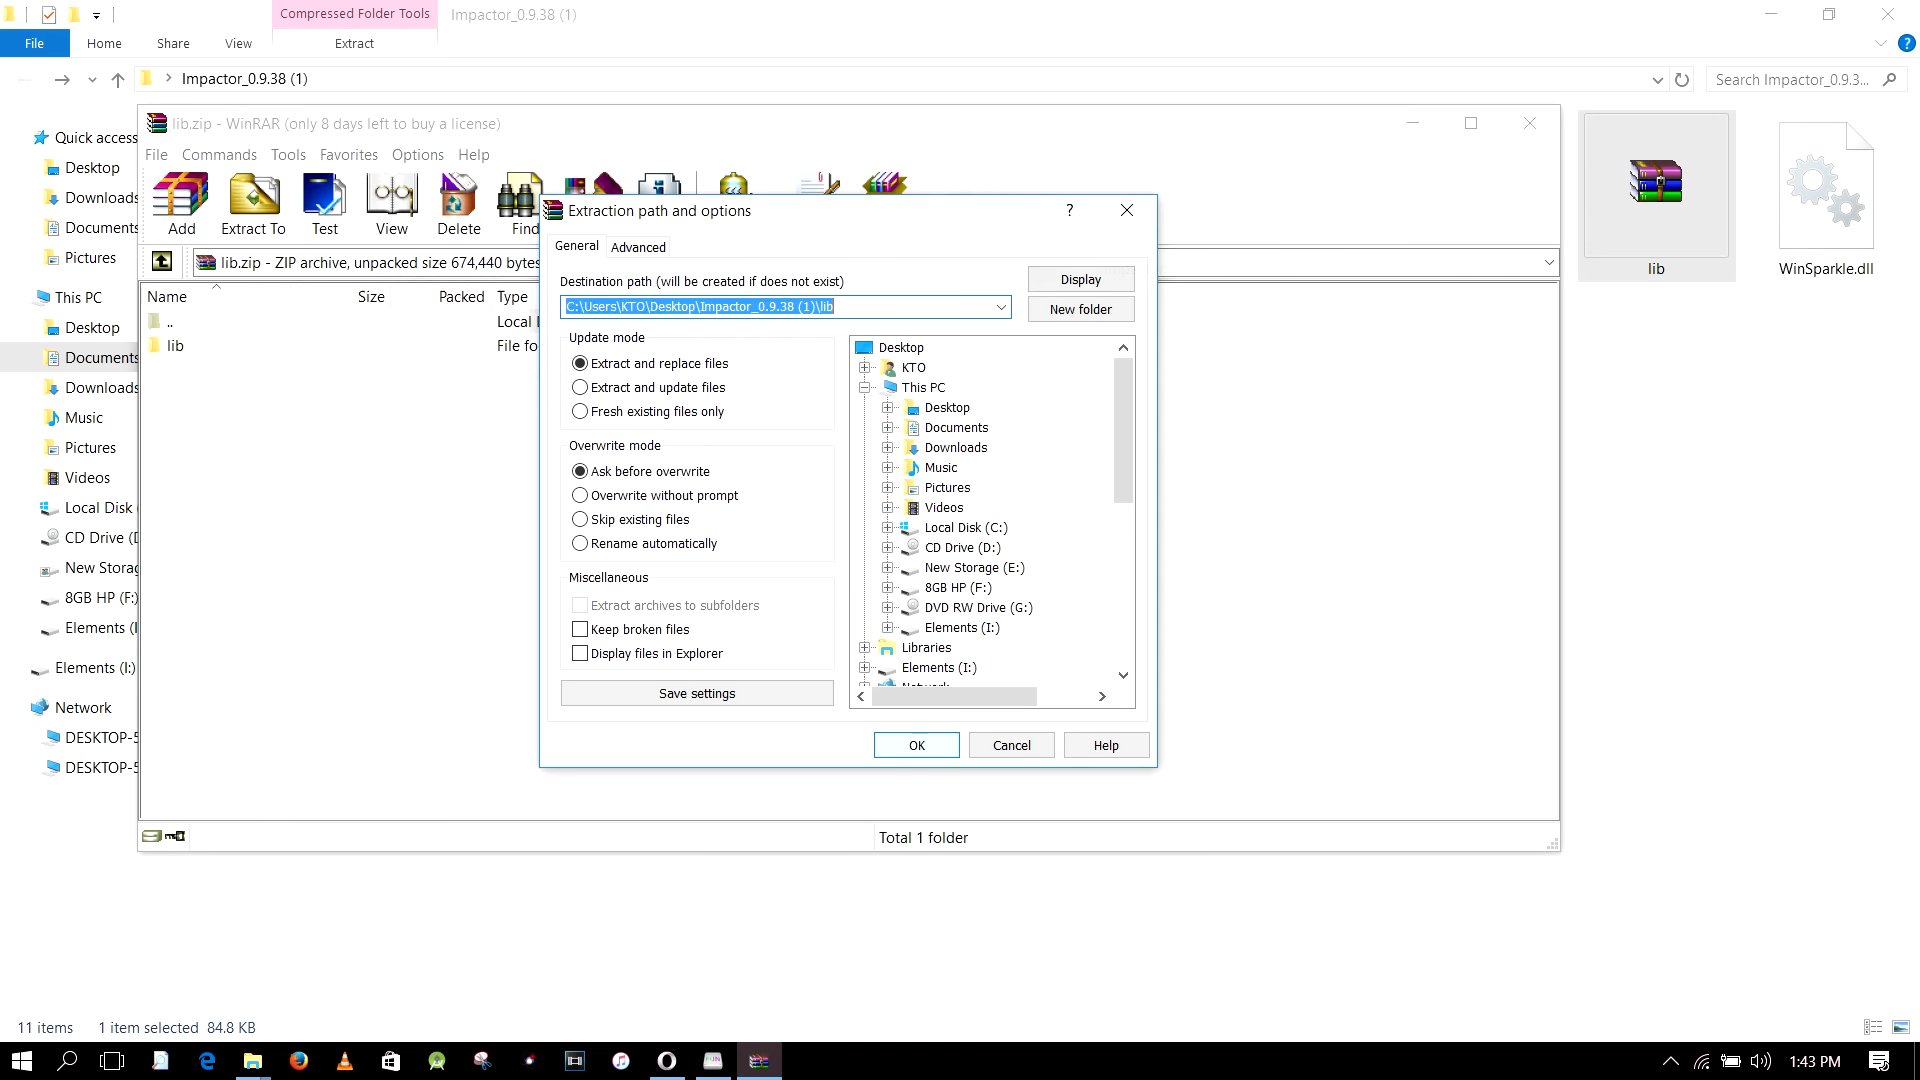 Compressed Folder Tools
Impactor_0.9.38 (1)
File
Home
Share
View
Extract
Impactor_0.9.38 (1)
Search Impactor_0.9.3...
Quick access
Desktop
Downloads
Documents
Pictures
This PC
Desktop
Documents
Downloads
Music
Pictures
Videos
Local Disk
CD Drive (D
New Storag
8GB HP (F:)
Elements (I
Elements (I:)
Network
DESKTOP-5
DESKTOP-5
lib.zip - WinRAR (only 8 days left to buy a license)
File Commands Tools Favorites Options Help
Add
Extract To
Test
View
Delete
Find
lib.zip - ZIP archive, unpacked size 674,440 bytes
Name
Size
Packed
Type
..
Local
lib
File fo
Total 1 folder
Extraction path and options
?
General
Advanced
Destination path (will be created if does not exist)
C:\Users\KTO\Desktop\Impactor_0.9.38 (1)\lib
Display
New folder
Update mode
Extract and replace files
Extract and update files
Fresh existing files only
Overwrite mode
Ask before overwrite
Overwrite without prompt
Skip existing files
Rename automatically
Miscellaneous
Extract archives to subfolders
Keep broken files
Display files in Explorer
Save settings
Desktop
KTO
This PC
Desktop
Documents
Downloads
Music
Pictures
Videos
Local Disk (C:)
CD Drive (D:)
New Storage (E:)
8GB HP (F:)
DVD RW Drive (G:)
Elements (I:)
Libraries
Elements (I:)
Network
OK
Cancel
Help
lib
WinSparkle.dll
11 items
1 item selected 84.8 KB
1:43 PM